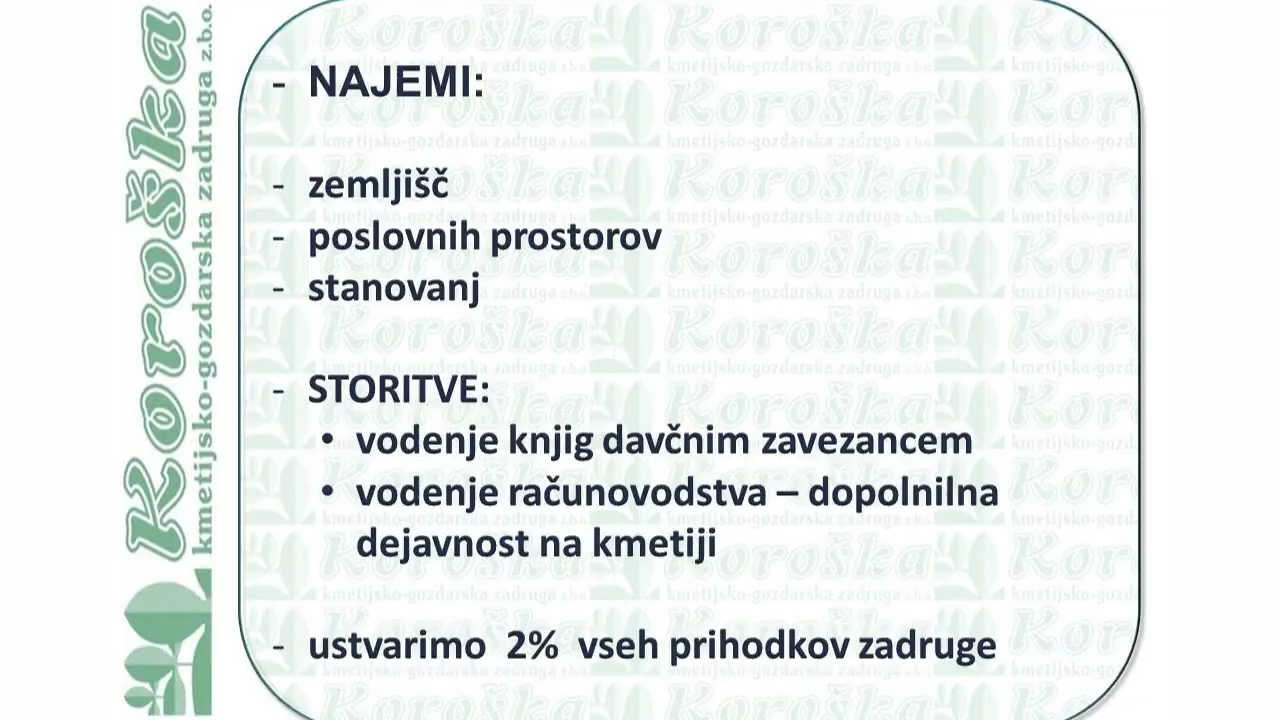 Koroška
kmetijsko-gozdarska zadruga z.b.o.
- NAJEMI:
- zemljišč
- poslovnih prostorov
- stanovanj
- STORITVE:
• vodenje knjig davčnim zavezancem
• vodenje računovodstva – dopolnilna
dejavnost na kmetiji
- ustvarimo 2% vseh prihodkov zadruge